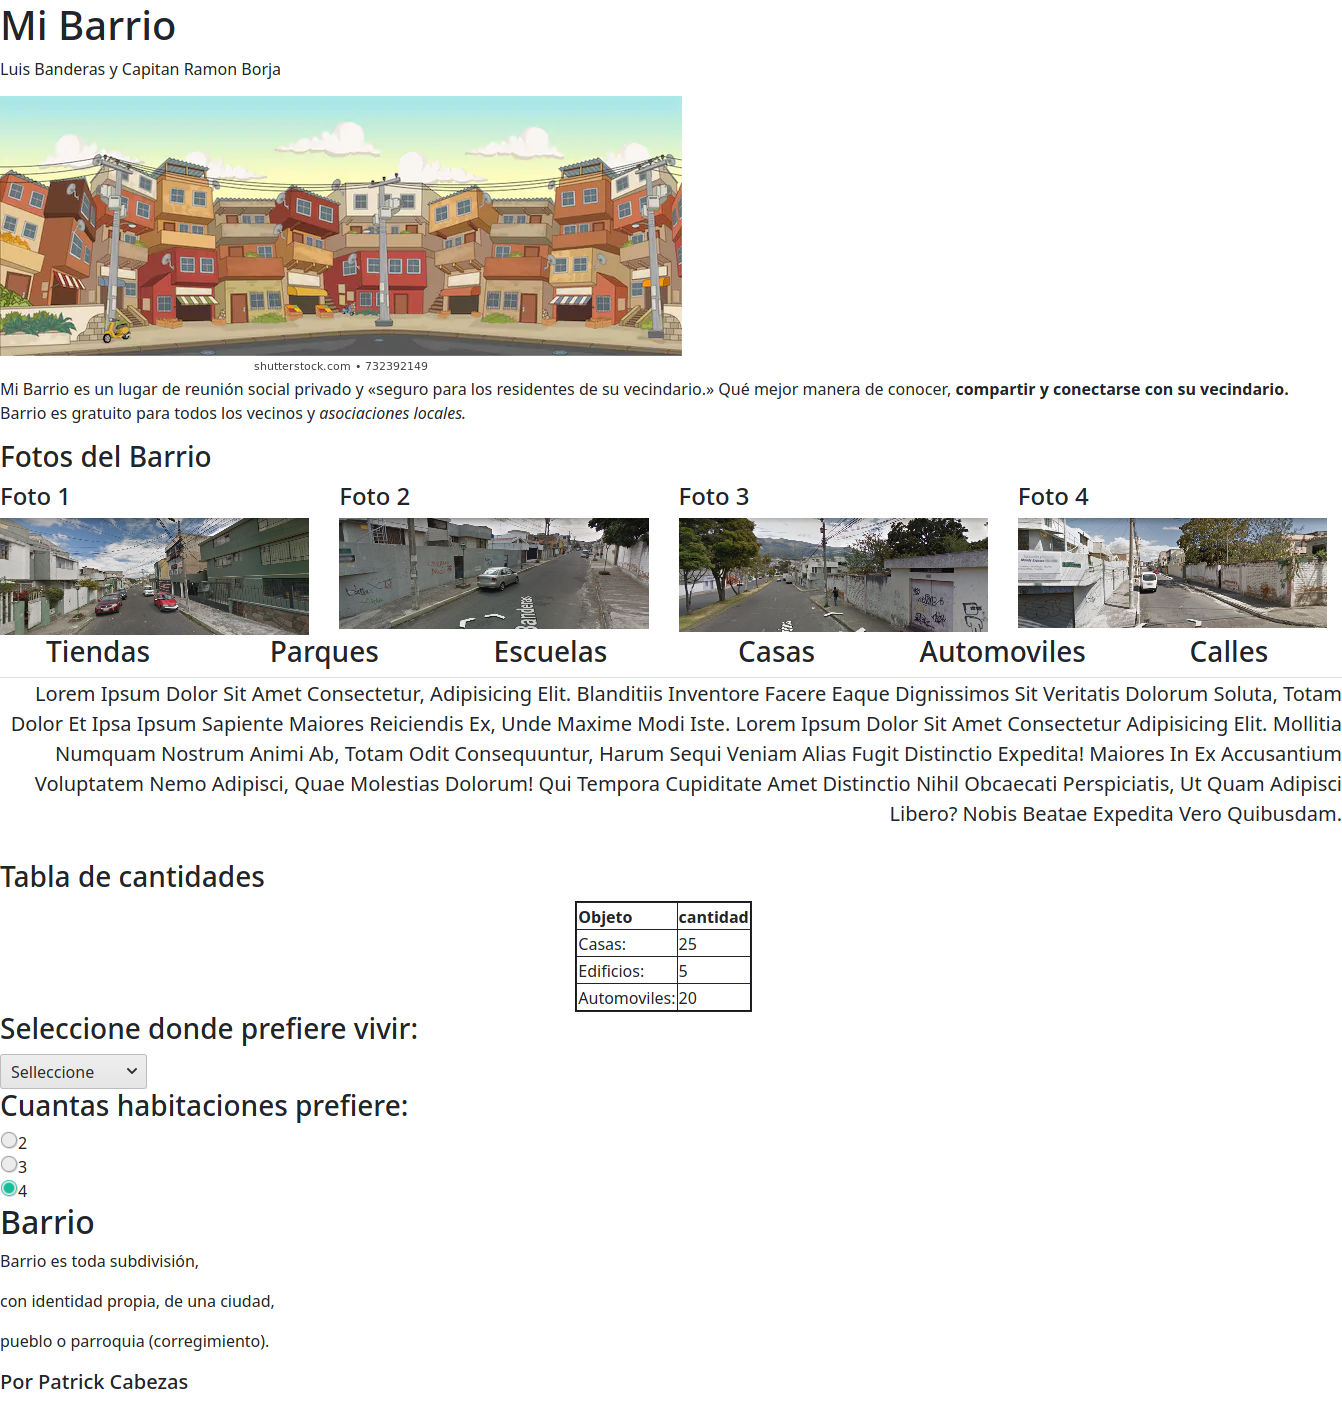 Mi Barrio
Luis Banderas y Capitan Ramon Borja
shutterstock.com • 732392149
Mi Barrio es un lugar de reunión social privado y «seguro para los residentes de su vecindario.» Qué mejor manera de conocer, compartir y conectarse con su vecindario.
Barrio es gratuito para todos los vecinos y asociaciones locales.
Fotos del Barrio
Foto 1 Foto 2 Foto 3 Foto 4
Banderas
Tiendas Parques Escuelas Casas Automoviles Calles
Lorem Ipsum Dolor Sit Amet Consectetur, Adipisicing Elit. Blanditiis Inventore Facere Eaque Dignissimos Sit Veritatis Dolorum Soluta, Totam
Dolor Et Ipsa Ipsum Sapiente Maiores Reiciendis Ex, Unde Maxime Modi Iste. Lorem Ipsum Dolor Sit Amet Consectetur Adipisicing Elit. Mollitia
Numquam Nostrum Animi Ab, Totam Odit Consequuntur, Harum Sequi Veniam Alias Fugit Distinctio Expedita! Maiores In Ex Accusantium
Voluptatem Nemo Adipisci, Quae Molestias Dolorum! Qui Tempora Cupiditate Amet Distinctio Nihil Obcaecati Perspiciatis, Ut Quam Adipisci
Libero? Nobis Beatae Expedita Vero Quibusdam.
Tabla de cantidades
Objeto cantidad
Casas: 25
Edificios: 5
Automoviles: 20
Seleccione donde prefiere vivir:
Selleccione
Cuantas habitaciones prefiere:
2
3
4
Barrio
Barrio es toda subdivisión,
con identidad propia, de una ciudad,
pueblo o parroquia (corregimiento).
Por Patrick Cabezas